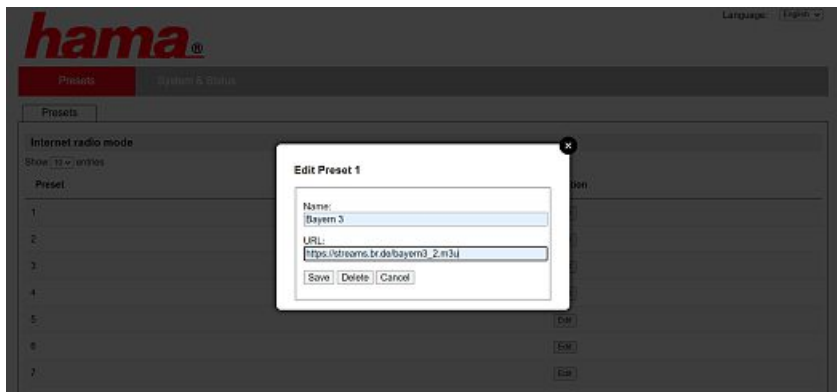 Language: English
hama®
Presets
System & Status
Presets
Internet radio mode
Show 10 entries
Preset
1
2
3
4
5 Edit
6 Edit
7 Edit
Edit Preset 1
Name:
Bayern 3
URL:
https://streams.br.de/bayern3_2.m3u
Save Delete Cancel